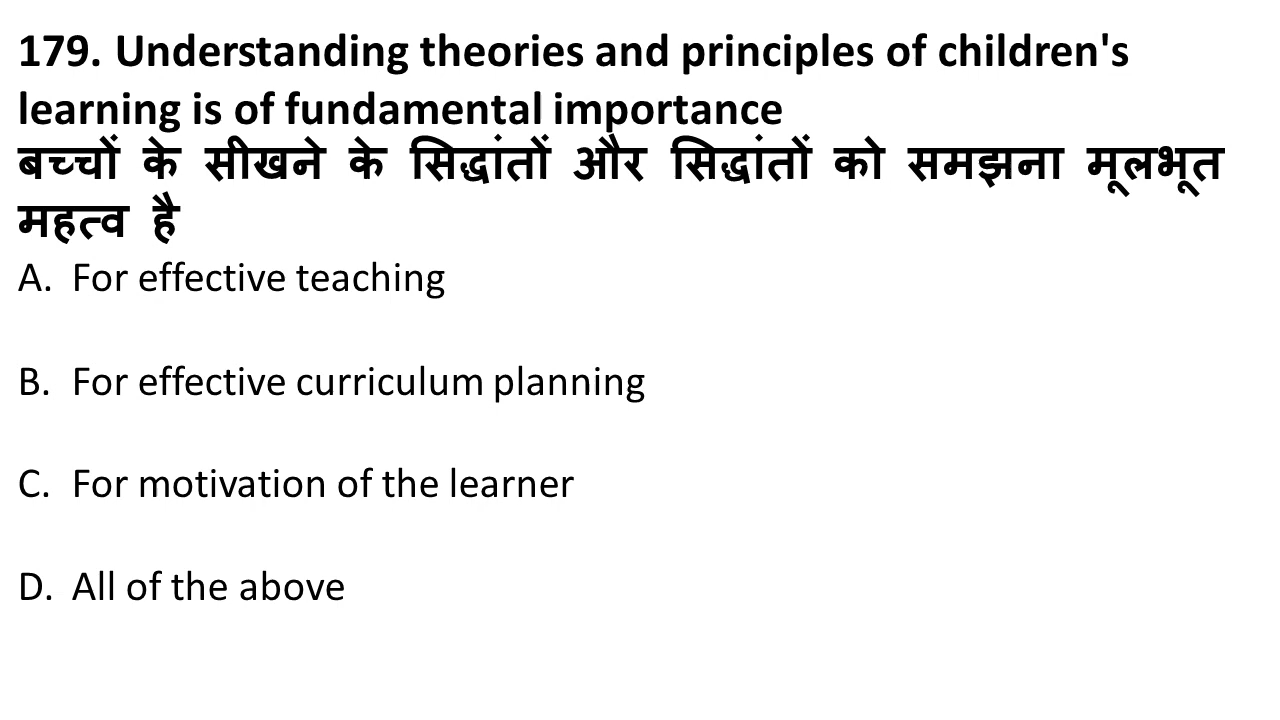 179. Understanding theories and principles of children's
learning is of fundamental importance
बच्चों के सीखने के सिद्धांतों और सिद्धांतों को समझना मूलभूत
महत्व है
A. For effective teaching
B. For effective curriculum planning
C. For motivation of the learner
D. All of the above